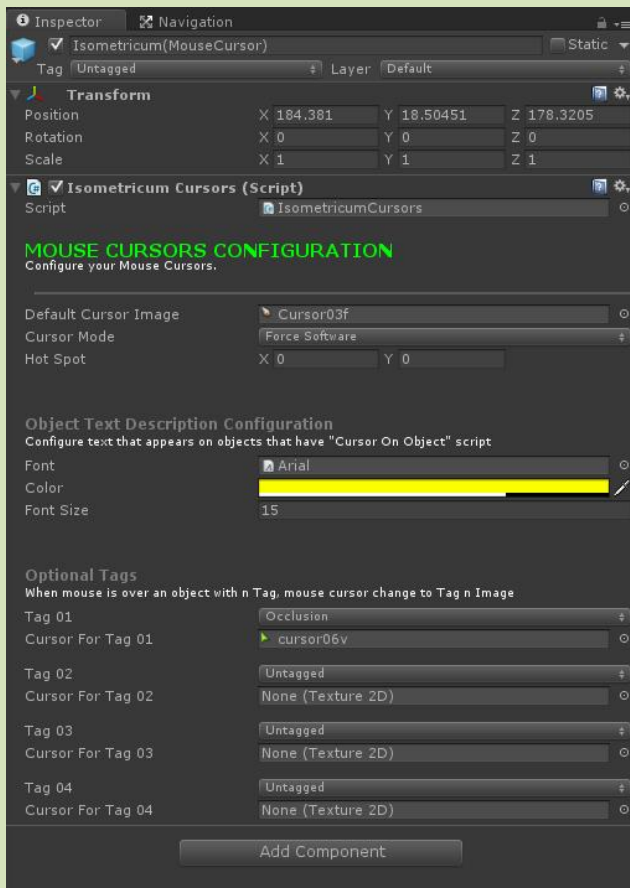 Inspector Navigation
Isometricum(MouseCursor) Static
Tag Untagged Layer Default
Transform
Position X 184.381 Y 18.50451 Z 178.3205
Rotation X 0 Y 0 Z 0
Scale X 1 Y 1 Z 1
Isometricum Cursors (Script)
Script IsometricumCursors
MOUSE CURSORS CONFIGURATION
Configure your Mouse Cursors.
Default Cursor Image Cursor03f
Cursor Mode Force Software
Hot Spot X 0 Y 0
Object Text Description Configuration
Configure text that appears on objects that have "Cursor On Object" script
Font Arial
Color
Font Size 15
Optional Tags
When mouse is over an object with n Tag, mouse cursor change to Tag n Image
Tag 01 Occlusion
Cursor For Tag 01 cursor06v
Tag 02 Untagged
Cursor For Tag 02 None (Texture 2D)
Tag 03 Untagged
Cursor For Tag 03 None (Texture 2D)
Tag 04 Untagged
Cursor For Tag 04 None (Texture 2D)
Add Component